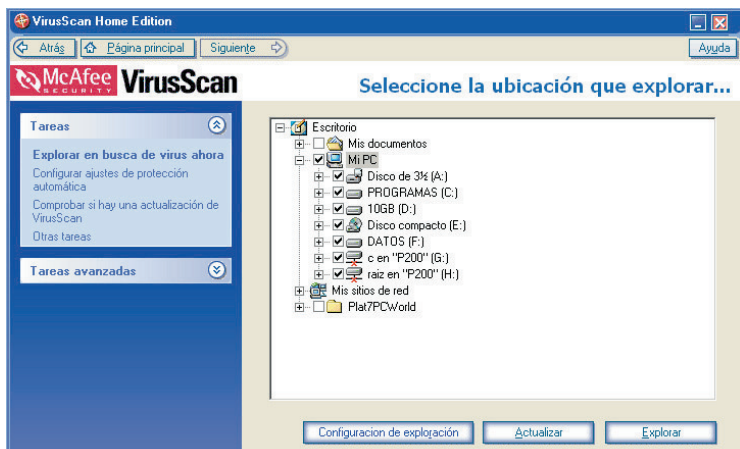 VirusScan Home Edition
Atrás Página principal Siguiente Ayuda
McAfee SECURITY VirusScan
Seleccione la ubicación que explorar...
Tareas
Explorar en busca de virus ahora
Configurar ajustes de protección
automática
Comprobar si hay una actualización de
VirusScan
Otras tareas
Tareas avanzadas
Escritorio
Mis documentos
Mi PC
Disco de 3½ (A:)
PROGRAMAS (C:)
10GB (D:)
Disco compacto (E:)
DATOS (F:)
c en "P200" (G:)
raiz en "P200" (H:)
Mis sitios de red
Plat7PCWorld
Configuracion de exploración Actualizar Explorar